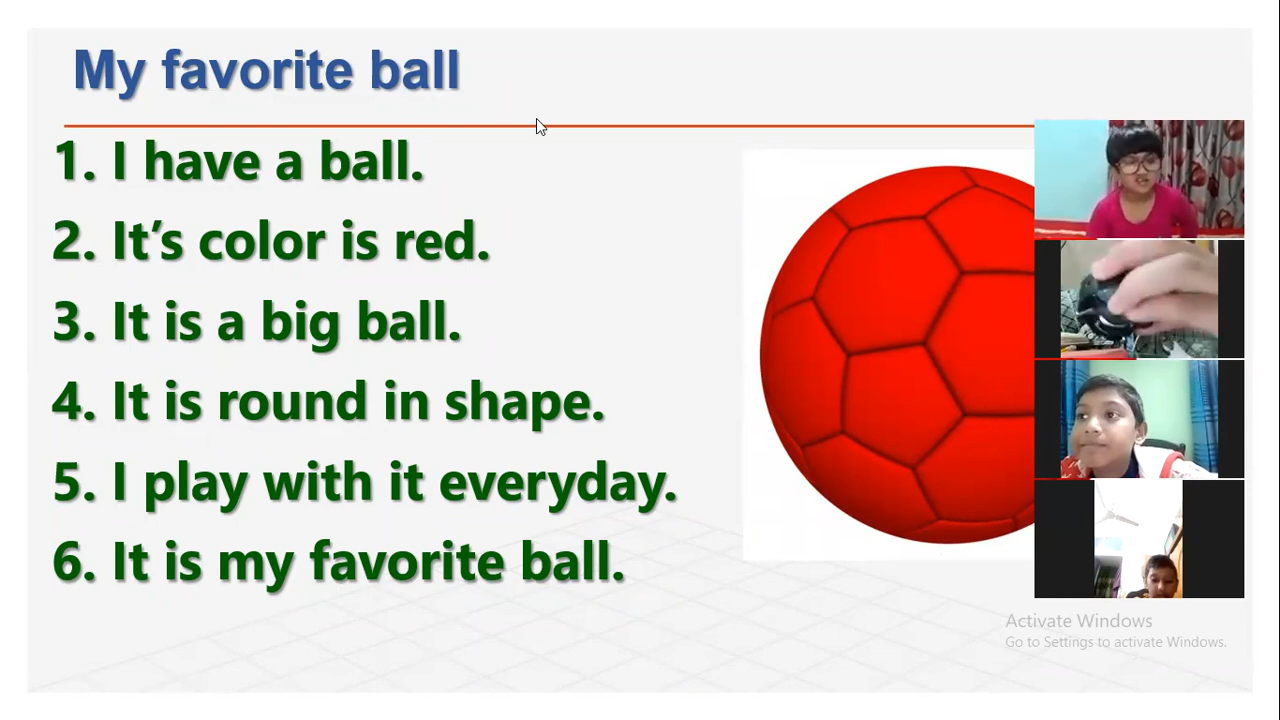 My favorite ball
1. I have a ball.
2. It’s color is red.
3. It is a big ball.
4. It is round in shape.
5. I play with it everyday.
6. It is my favorite ball.
Activate Windows
Go to Settings to activate Windows.